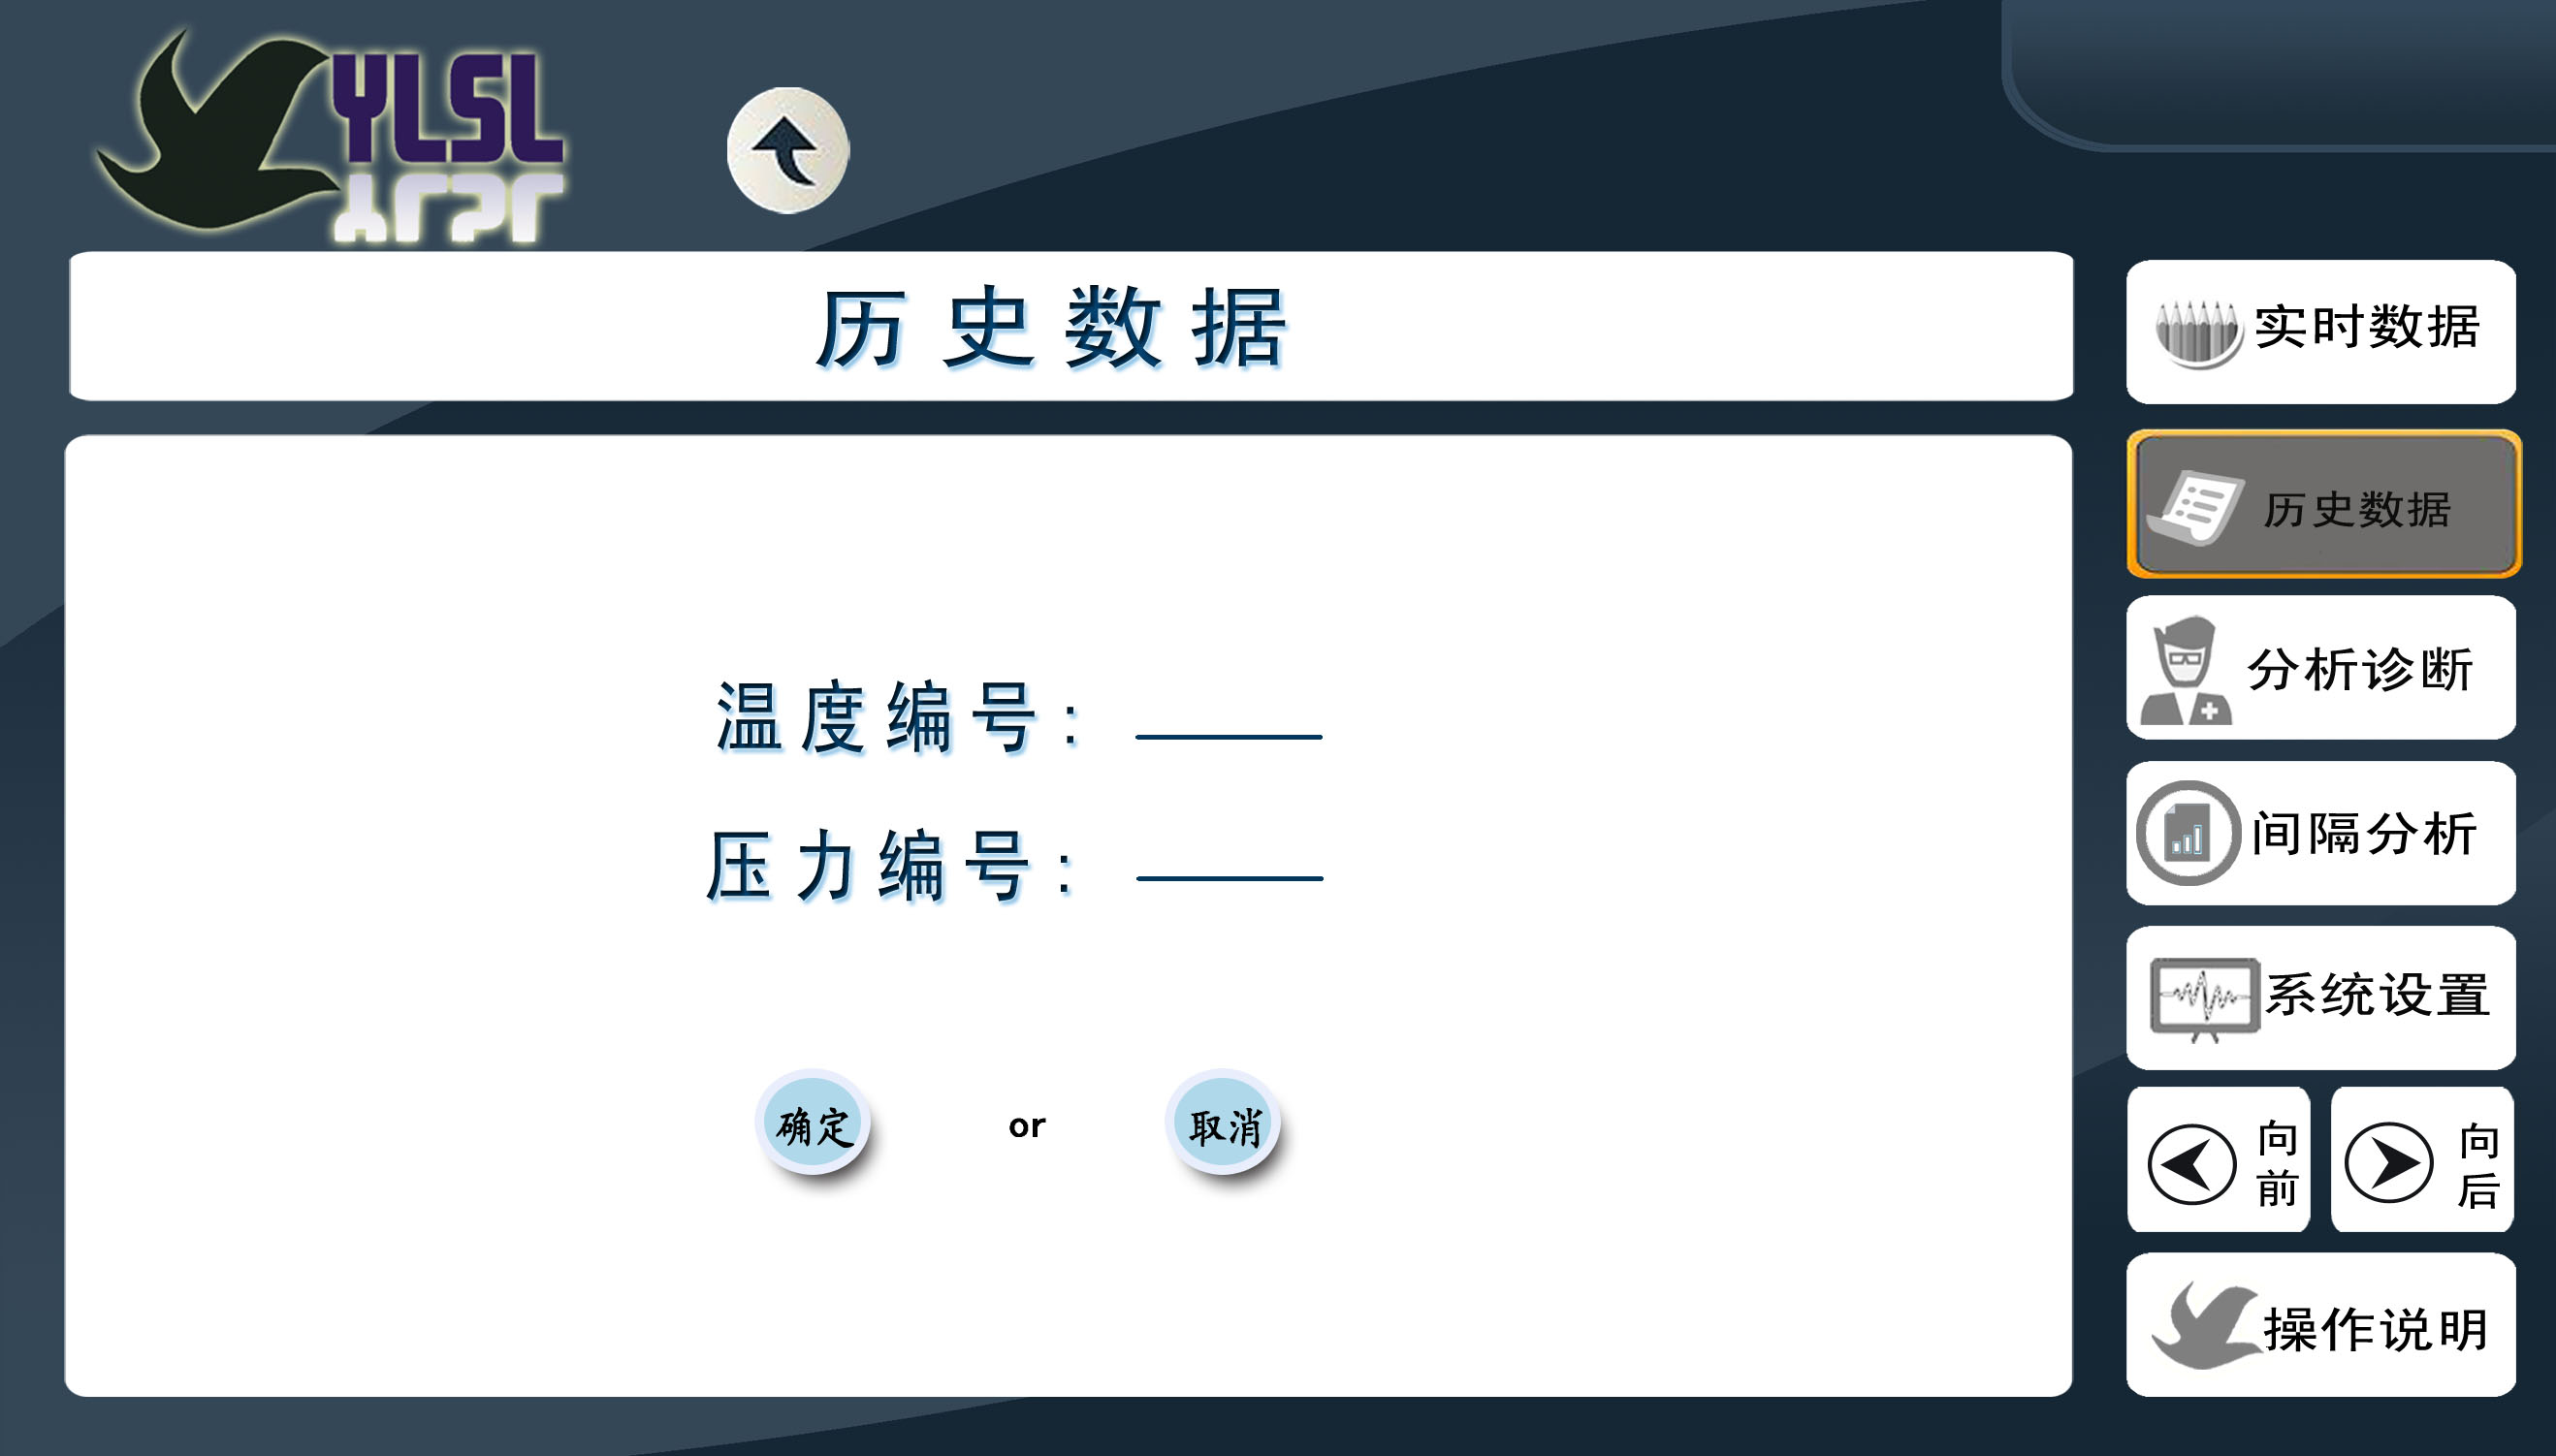 YLSL
历史数据
温度编号：
压力编号：
确定 or 取消
实时数据
历史数据
分析诊断
间隔分析
系统设置
向前
向后
操作说明